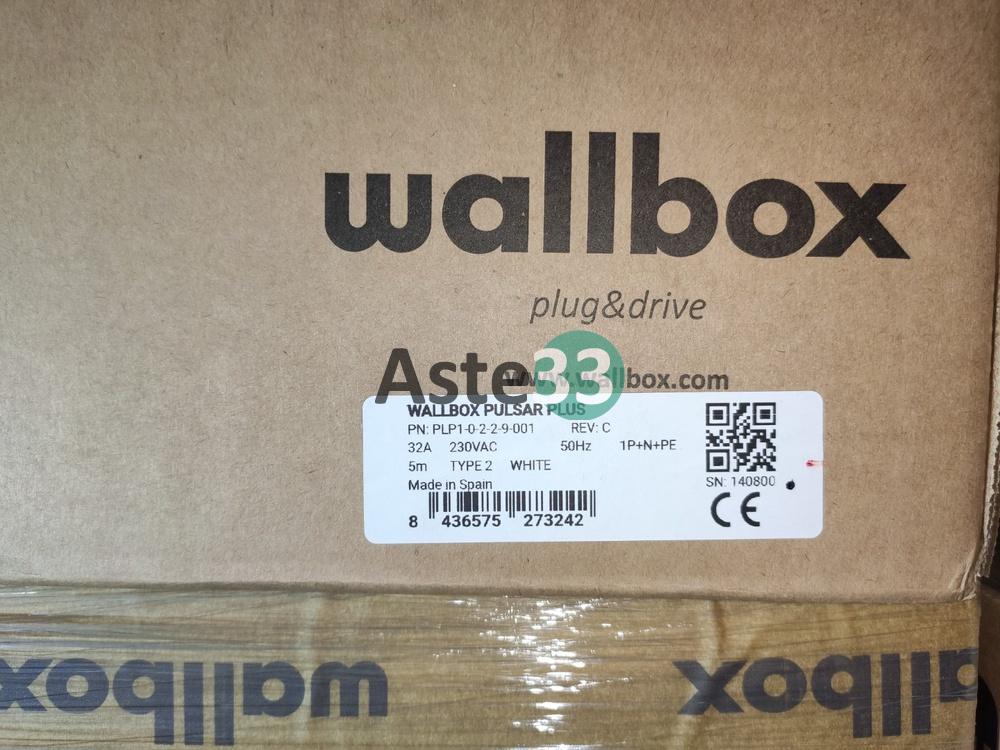 wallbox
plug&drive
Aste33
www.wallbox.com
WALLBOX PULSAR PLUS
PN: PLP1-0-2-2-9-001 REV: C
32A 230VAC 50Hz 1P+N+PE
5m TYPE 2 WHITE
Made in Spain
SN: 140800
8 436575 273242
CE
wallbox
wallbox